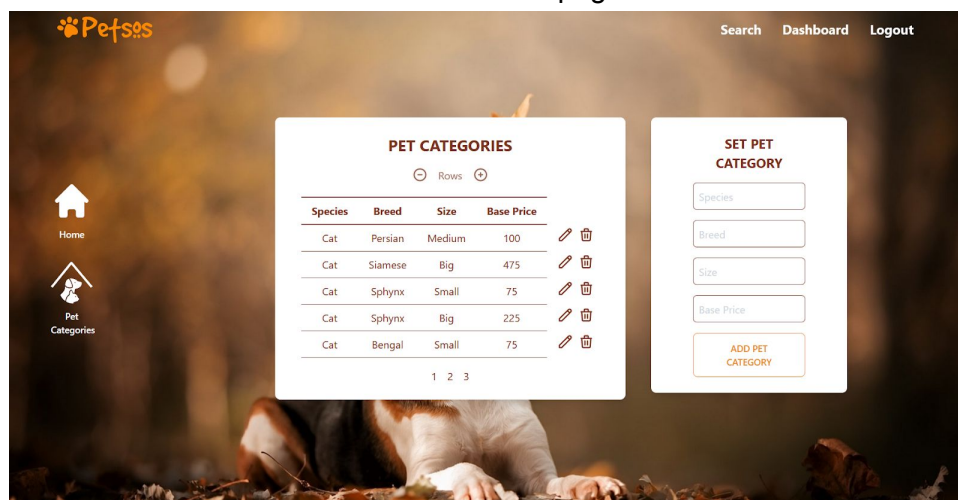 Petsos
Search Dashboard Logout
PET CATEGORIES
Rows
Species Breed Size Base Price
Cat Persian Medium 100
Cat Siamese Big 475
Cat Sphynx Small 75
Cat Sphynx Big 225
Cat Bengal Small 75
1 2 3
SET PET
CATEGORY
Species
Breed
Size
Base Price
ADD PET
CATEGORY
Home
Pet
Categories